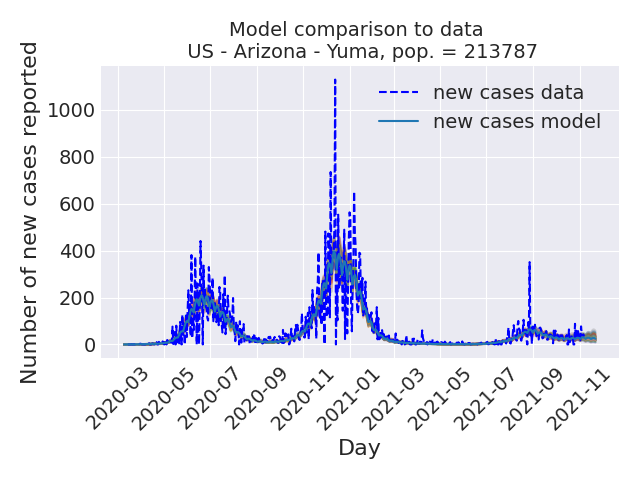 Model comparison to data
US - Arizona - Yuma, pop. = 213787
Number of new cases reported
1000
800
600
400
200
0
new cases data
new cases model
2020-03
2020-05
2020-07
2020-09
2020-11
2021-01
2021-03
2021-05
2021-07
2021-09
2021-11
Day